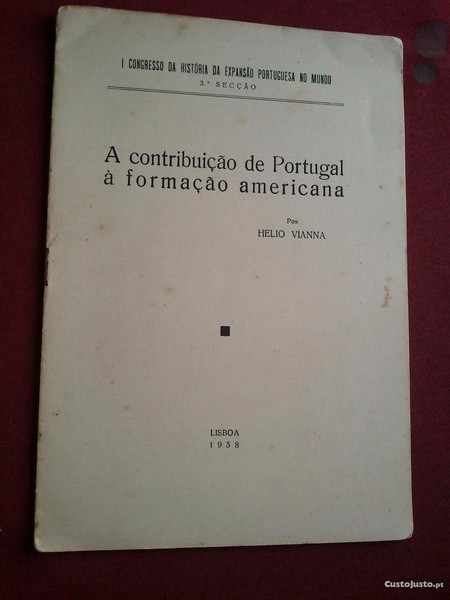 I CONGRESSO DA HISTÓRIA DA EXPANSÃO PORTUGUESA NO MUNDO
3.ª SECÇÃO
A contribuição de Portugal
à formação americana
Por
HELIO VIANNA
LISBOA
1938
CustoJusto.pt